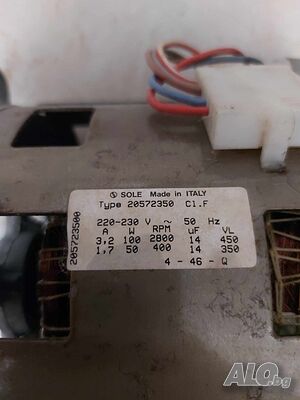 SOLE Made in ITALY
Type 20572350 Cl.F
220-230 V ~ 50 Hz
A W RPM uF VL
3,2 100 2800 14 450
1,7 50 400 14 350
4 - 46 - Q
205723500
ALO.bg